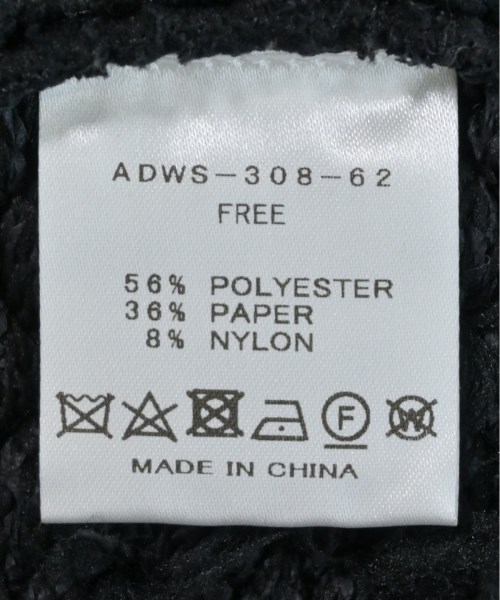 ADWS-308-62
FREE
56% POLYESTER
36% PAPER
8% NYLON
F W
MADE IN CHINA